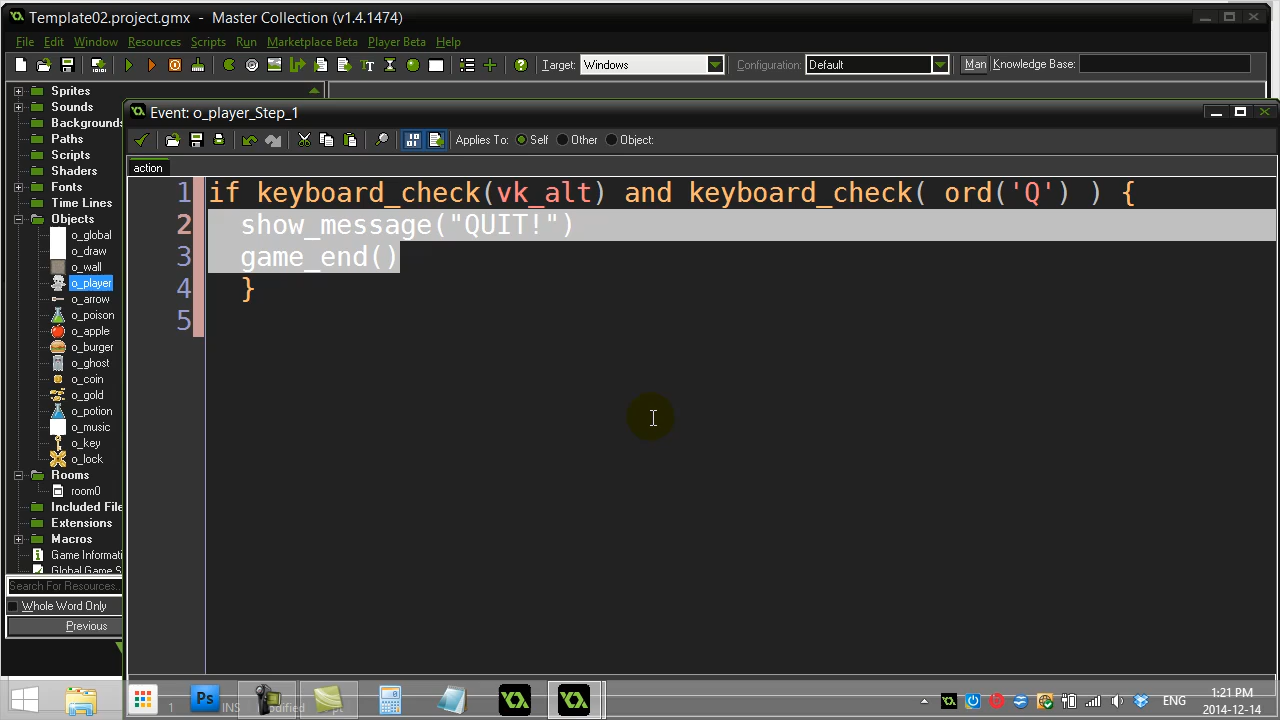 Template02.project.gmx - Master Collection (v1.4.1474)
File Edit Window Resources Scripts Run Marketplace Beta Player Beta Help
Target: Windows Configuration: Default Man Knowledge Base:
Sprites
Sounds
Backgrounds
Paths
Scripts
Shaders
Fonts
Time Lines
Objects
o_global
o_draw
o_wall
o_player
o_arrow
o_poison
o_apple
o_burger
o_ghost
o_coin
o_gold
o_potion
o_music
o_key
o_lock
Rooms
room0
Included File
Extensions
Macros
Game Informati
Global Game S
Search For Resources...
Whole Word Only
Previous
Event: o_player_Step_1
Applies To: Self Other Object:
action
1 if keyboard_check(vk_alt) and keyboard_check( ord('Q') ) {
2 show_message("QUIT!")
3 game_end()
4 }
5
1 INS Modified
ENG
1:21 PM
2014-12-14